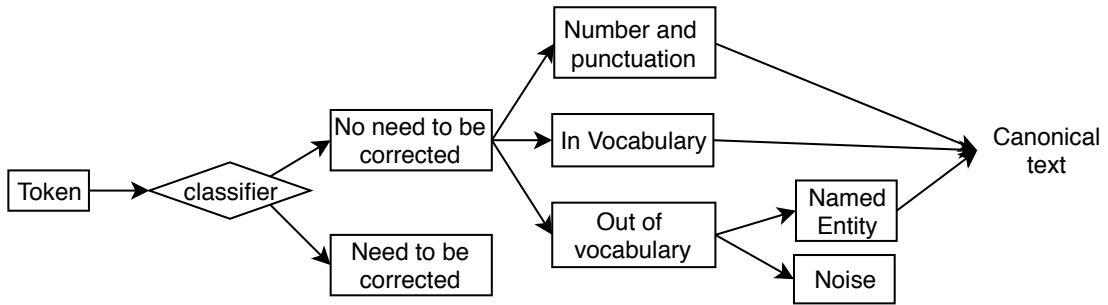 Token
classifier
No need to be
corrected
Need to be
corrected
Number and
punctuation
In Vocabulary
Out of
vocabulary
Named
Entity
Noise
Canonical
text